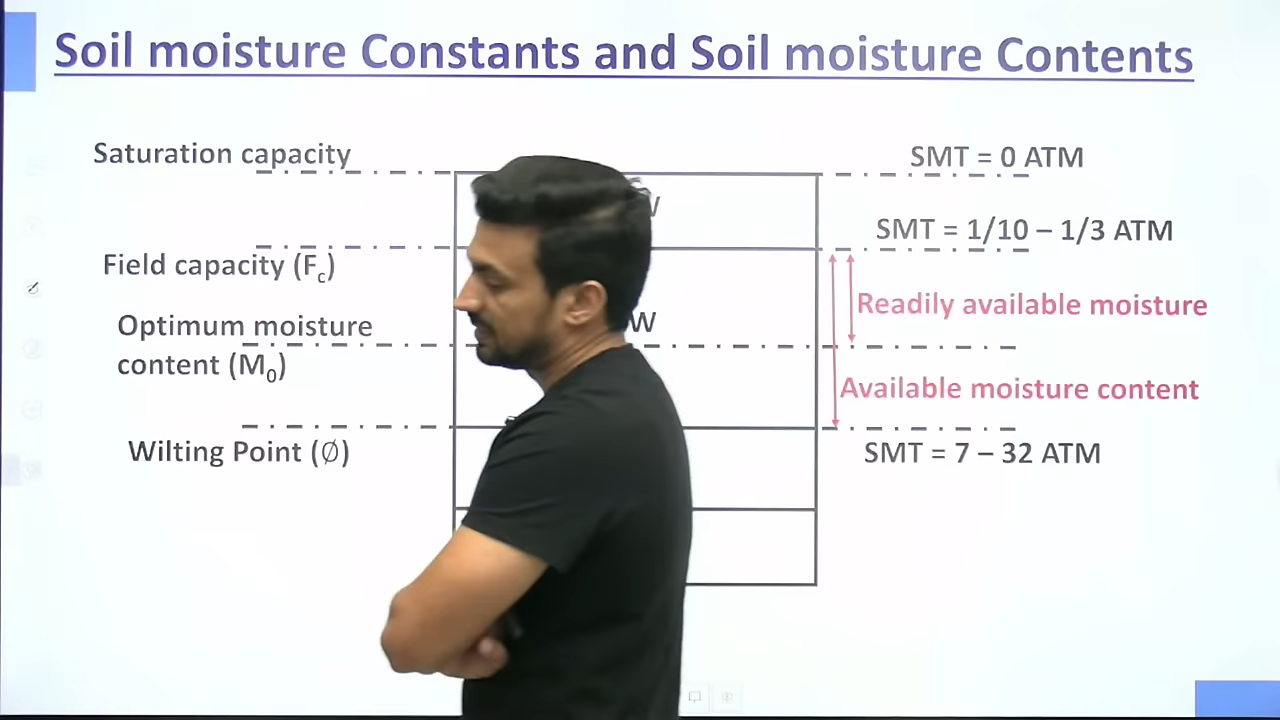 Soil moisture Constants and Soil moisture Contents
Saturation capacity
SMT = 0 ATM
SMT = 1/10 – 1/3 ATM
Field capacity (Fc)
Readily available moisture
Optimum moisture
content (M0)
Available moisture content
Wilting Point (Ø)
SMT = 7 – 32 ATM